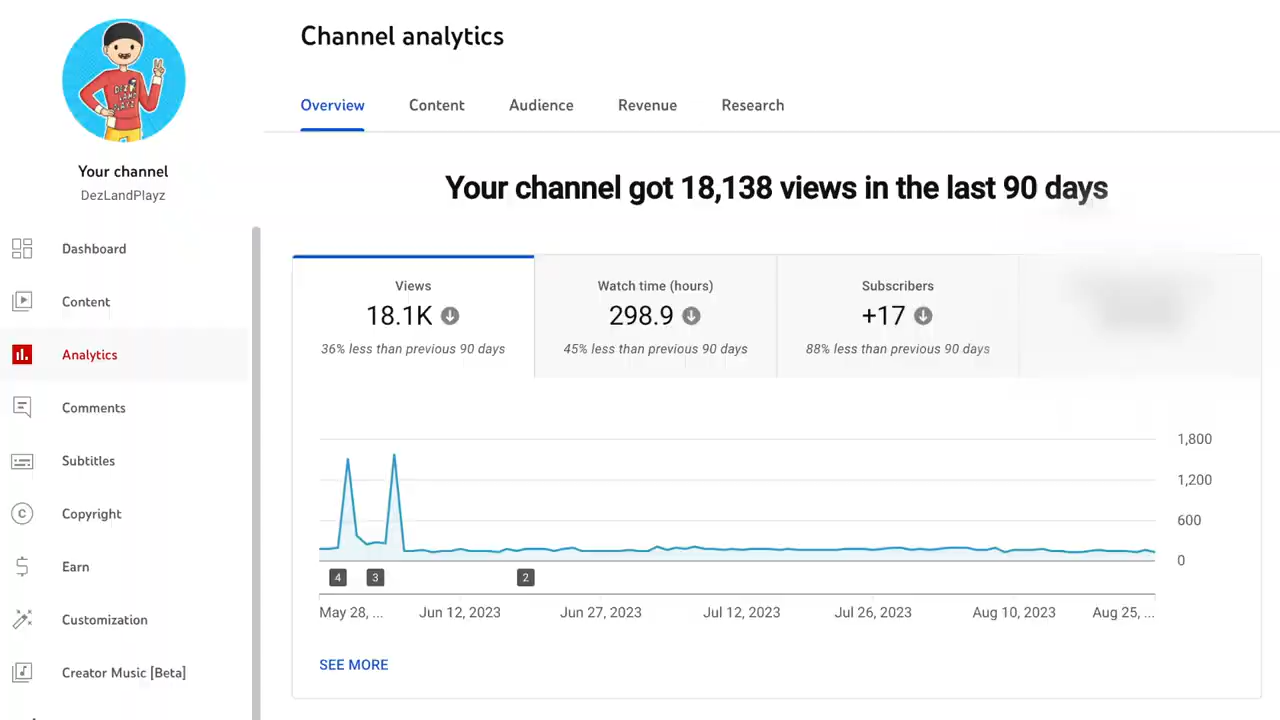 DEZ
LAND
PLAYZ
Your channel
DezLandPlayz
Dashboard
Content
Analytics
Comments
Subtitles
Copyright
Earn
Customization
Creator Music [Beta]
Channel analytics
Overview Content Audience Revenue Research
Your channel got 18,138 views in the last 90 days
Views Watch time (hours) Subscribers
18.1K 298.9 +17
36% less than previous 90 days 45% less than previous 90 days 88% less than previous 90 days
1,800
1,200
600
0
4 3 2
May 28, ... Jun 12, 2023 Jun 27, 2023 Jul 12, 2023 Jul 26, 2023 Aug 10, 2023 Aug 25, ...
SEE MORE